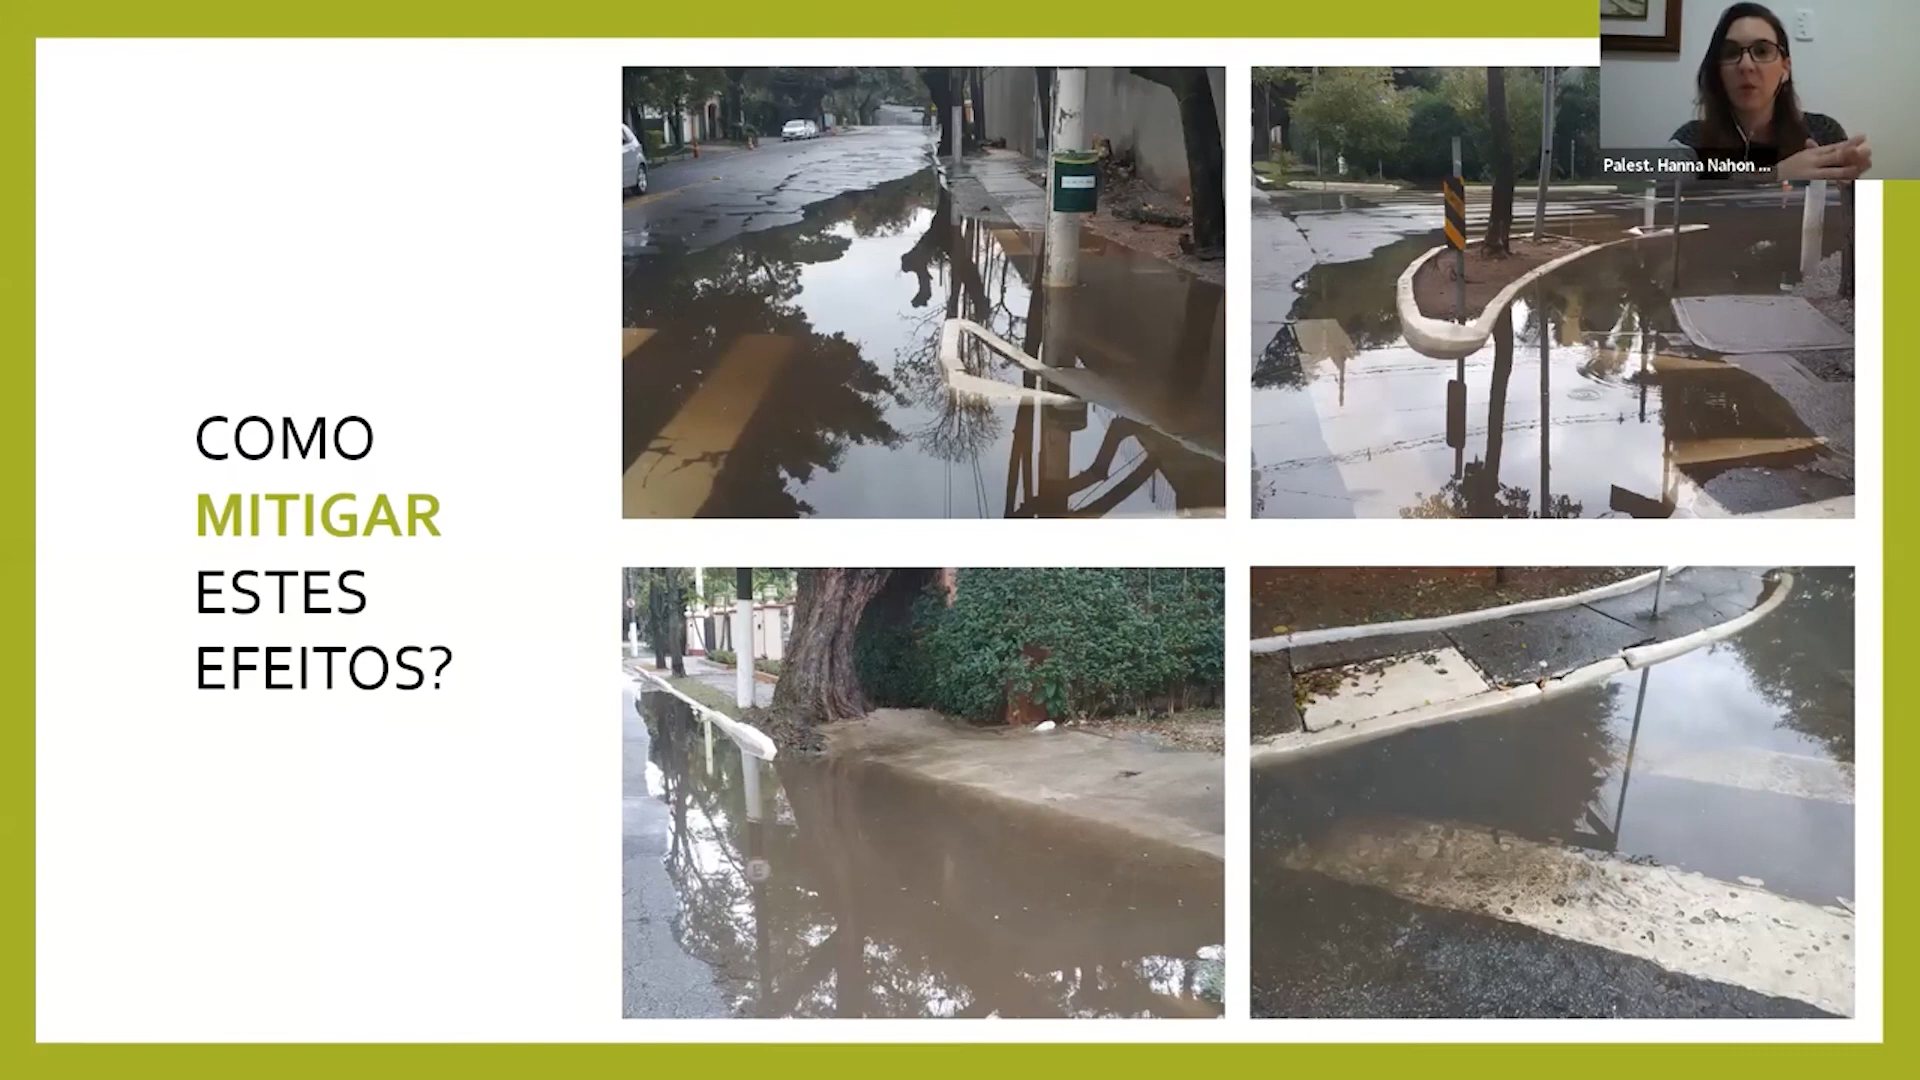 COMO
MITIGAR
ESTES
EFEITOS?
Palest. Hanna Nahon ...
E